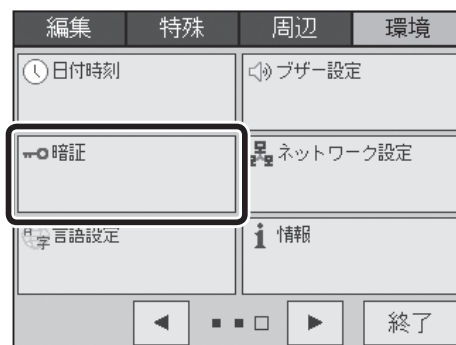 編集 特殊 周辺 環境
日付時刻 ブザー設定
暗証 ネットワーク設定
言語設定 情報
終了